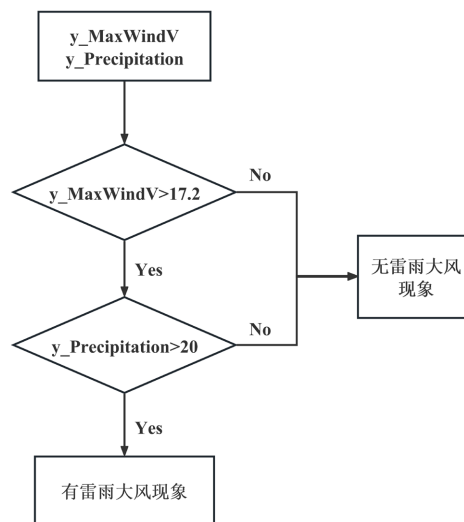 y_MaxWindV
y_Precipitation
y_MaxWindV>17.2
No
Yes
无雷雨大风
现象
y_Precipitation>20
No
Yes
有雷雨大风现象